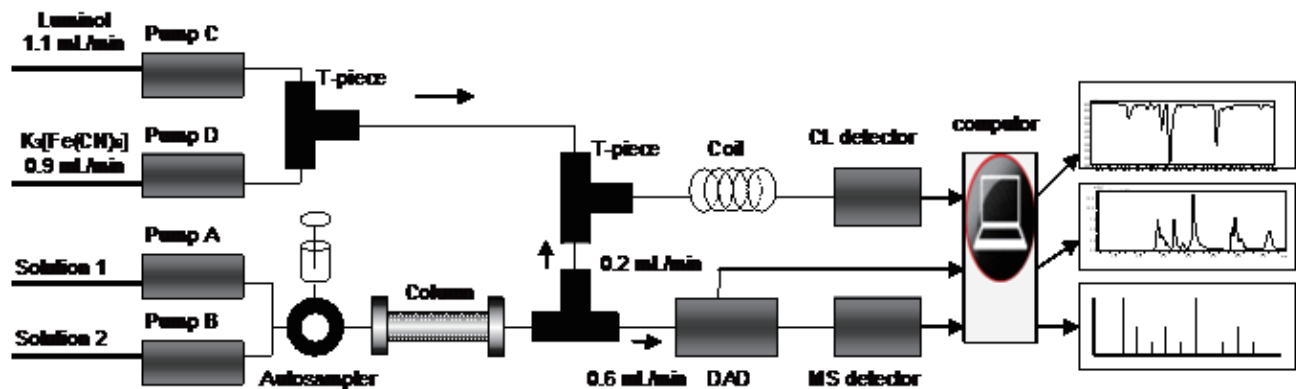 Luminol
1.1 mL/min
Pump C
T-piece
K₃[Fe(CN)₆]
0.9 mL/min
Pump D
T-piece
Coil
CL detector
computor
Pump A
Solution 1
0.2 mL/min
Column
Pump B
Solution 2
Autosampter
0.6 mL/min
DAD
MS detector